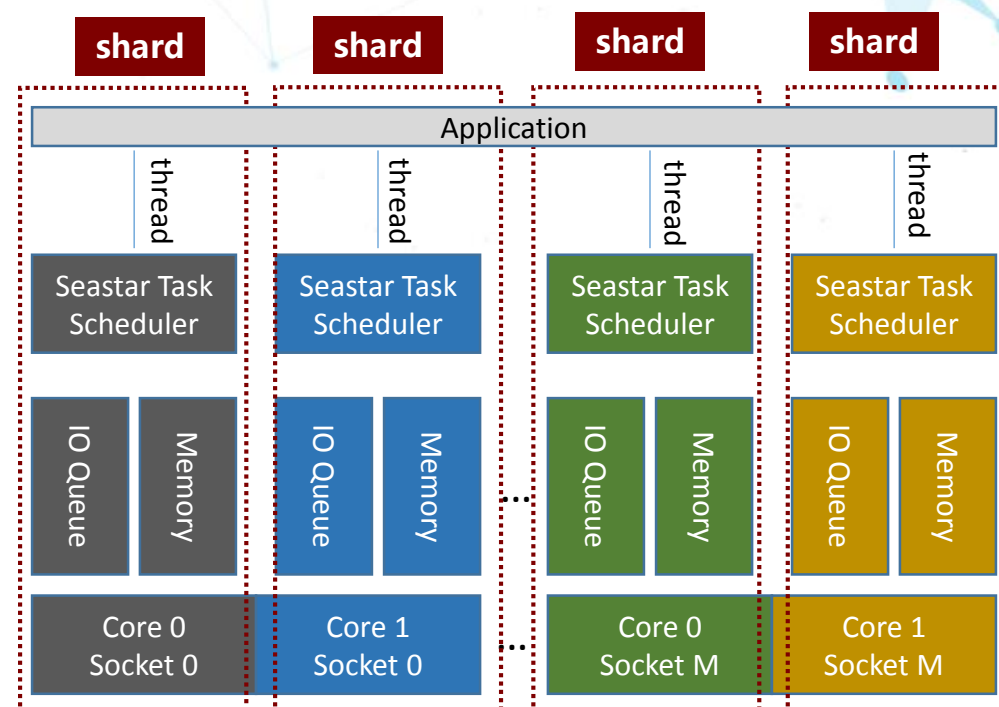 shard
shard
shard
shard
Application
thread
thread
thread
thread
Seastar Task
Scheduler
Seastar Task
Scheduler
Seastar Task
Scheduler
Seastar Task
Scheduler
IO Queue
Memory
IO Queue
Memory
...
IO Queue
Memory
IO Queue
Memory
Core 0
Socket 0
Core 1
Socket 0
...
Core 0
Socket M
Core 1
Socket M